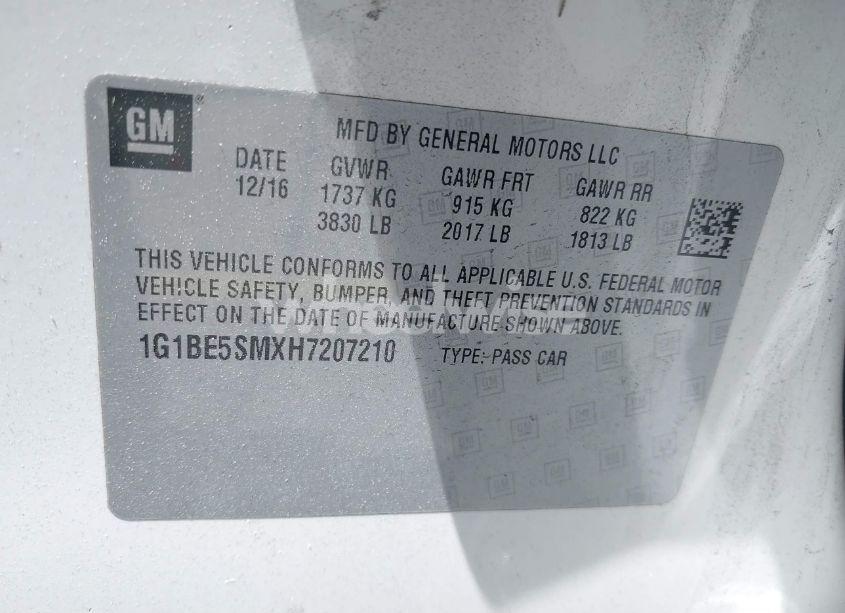 GM
MFD BY GENERAL MOTORS LLC
DATE GVWR GAWR FRT GAWR RR
12/16 1737 KG 915 KG 822 KG
3830 LB 2017 LB 1813 LB
THIS VEHICLE CONFORMS TO ALL APPLICABLE U.S. FEDERAL MOTOR
VEHICLE SAFETY, BUMPER, AND THEFT PREVENTION STANDARDS IN
EFFECT ON THE DATE OF MANUFACTURE SHOWN ABOVE.
1G1BE5SMXH7207210 TYPE: PASS CAR